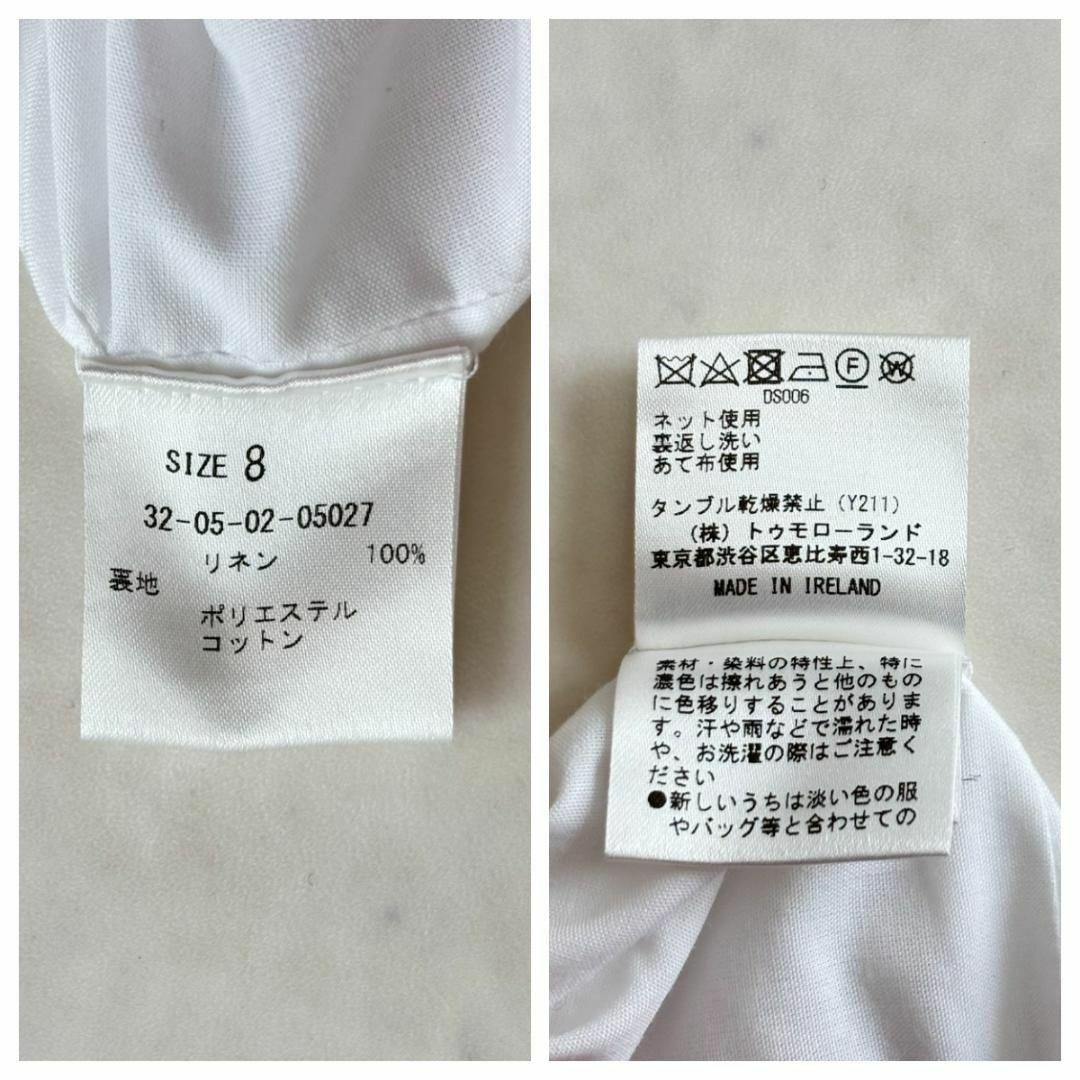 SIZE 8
32-05-02-05027
リネン 100%
裏地
ポリエステル
コットン
F W
DS006
ネット使用
裏返し洗い
あて布使用
タンブル乾燥禁止(Y211)
(株)トゥモローランド
東京都渋谷区恵比寿西1-32-18
MADE IN IRELAND
素材・染料の特性上、特に
濃色は擦れあうと他のもの
に色移りすることがありま
す。汗や雨などで濡れた時
や、お洗濯の際はご注意く
ださい
●新しいうちは淡い色の服
やバッグ等と合わせての